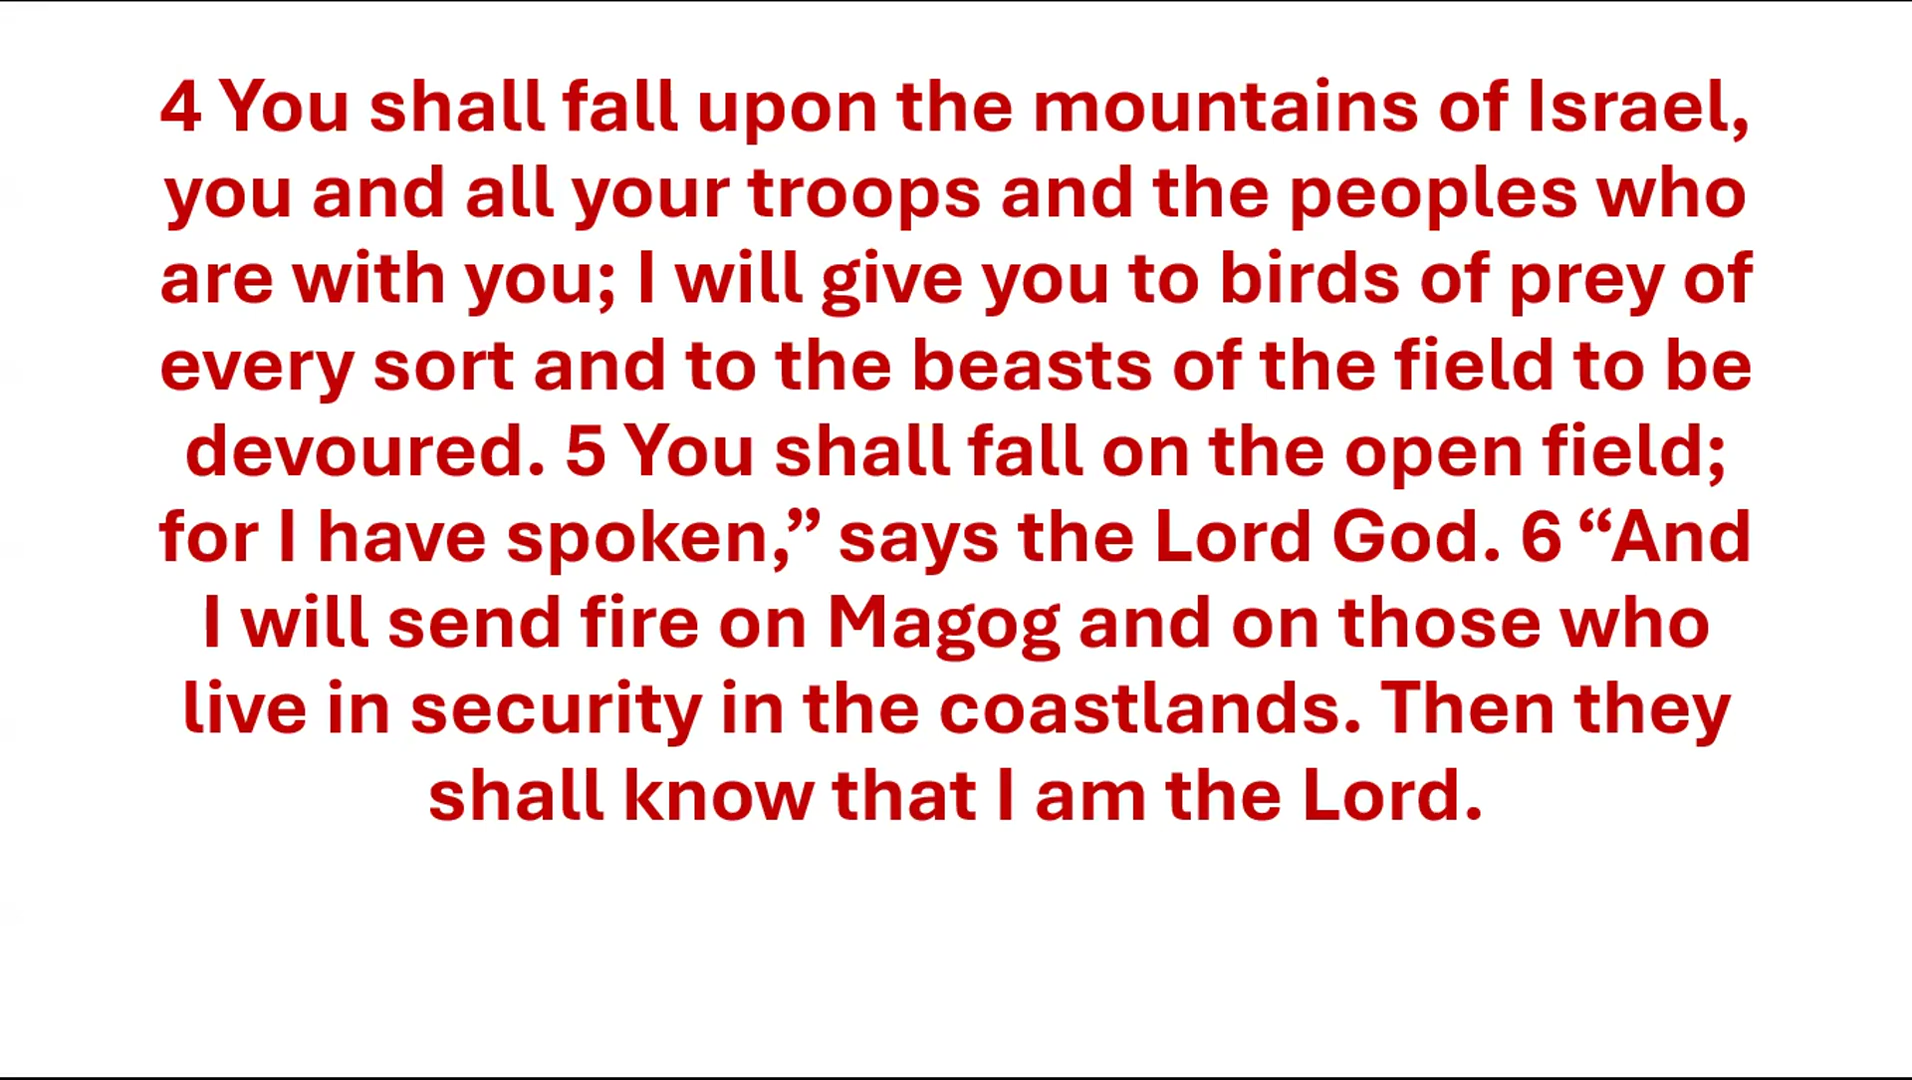 4 You shall fall upon the mountains of Israel,
you and all your troops and the peoples who
are with you; I will give you to birds of prey of
every sort and to the beasts of the field to be
devoured. 5 You shall fall on the open field;
for I have spoken,” says the Lord God. 6 “And
I will send fire on Magog and on those who
live in security in the coastlands. Then they
shall know that I am the Lord.